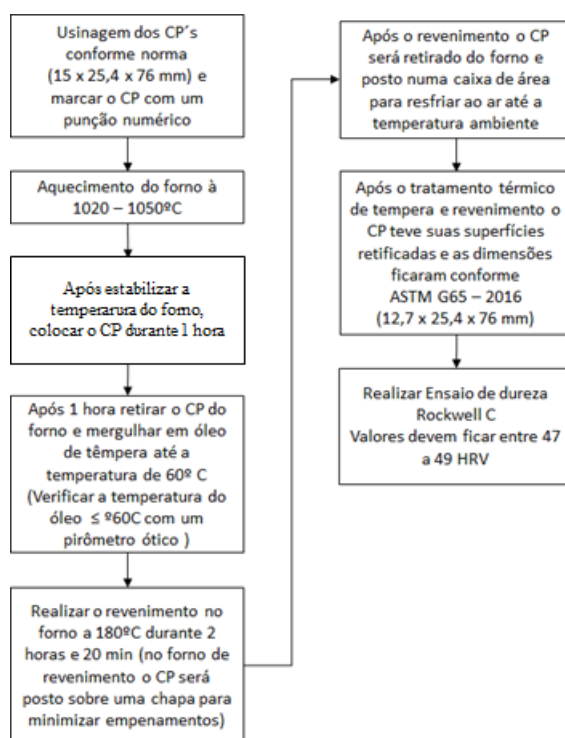 Usinagem dos CP´s
conforme norma
(15 x 25,4 x 76 mm) e
marcar o CP com um
punção numérico
Aquecimento do forno à
1020 – 1050ºC
Após estabilizar a
temperarura do forno,
colocar o CP durante 1 hora
Após 1 hora retirar o CP do
forno e mergulhar em óleo
de têmpera até a
temperatura de 60º C
(Verificar a temperatura do
óleo ≤ º60C com um
pirômetro ótico )
Realizar o revenimento no
forno a 180ºC durante 2
horas e 20 min (no forno de
revenimento o CP será
posto sobre uma chapa para
minimizar empenamentos)
Após o revenimento o CP
será retirado do forno e
posto numa caixa de área
para resfriar ao ar até a
temperatura ambiente
Após o tratamento térmico
de tempera e revenimento o
CP teve suas superfícies
retificadas e as dimensões
ficaram conforme
ASTM G65 – 2016
(12,7 x 25,4 x 76 mm)
Realizar Ensaio de dureza
Rockwell C
Valores devem ficar entre 47
a 49 HRV